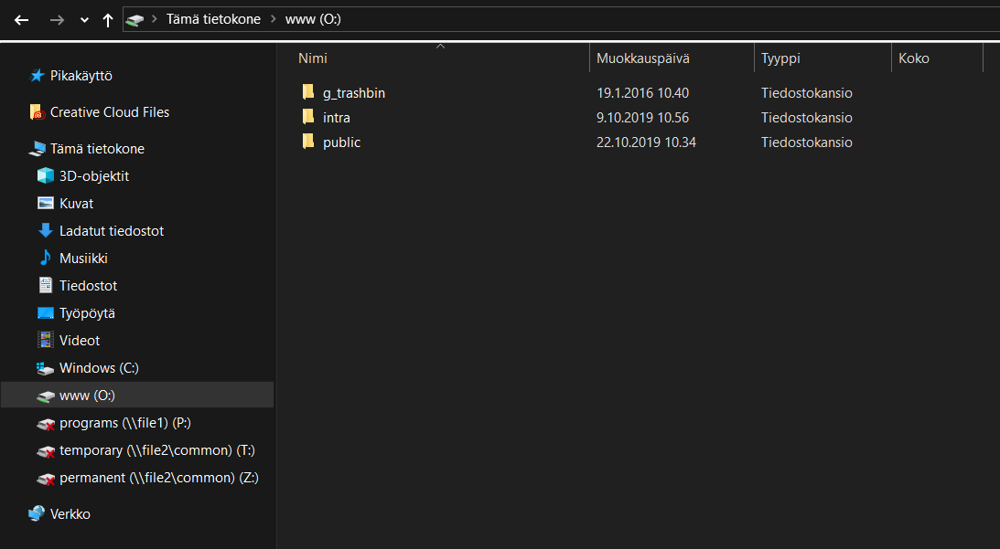 Tämä tietokone > www (O:)
Nimi Muokkauspäivä Tyyppi Koko
Pikakäyttö
Creative Cloud Files
Tämä tietokone
3D-objektit
Kuvat
Ladatut tiedostot
Musiikki
Tiedostot
Työpöytä
Videot
Windows (C:)
www (O:)
programs (\\file1) (P:)
temporary (\\file2\common) (T:)
permanent (\\file2\common) (Z:)
Verkko
g_trashbin 19.1.2016 10.40 Tiedostokansio
intra 9.10.2019 10.56 Tiedostokansio
public 22.10.2019 10.34 Tiedostokansio